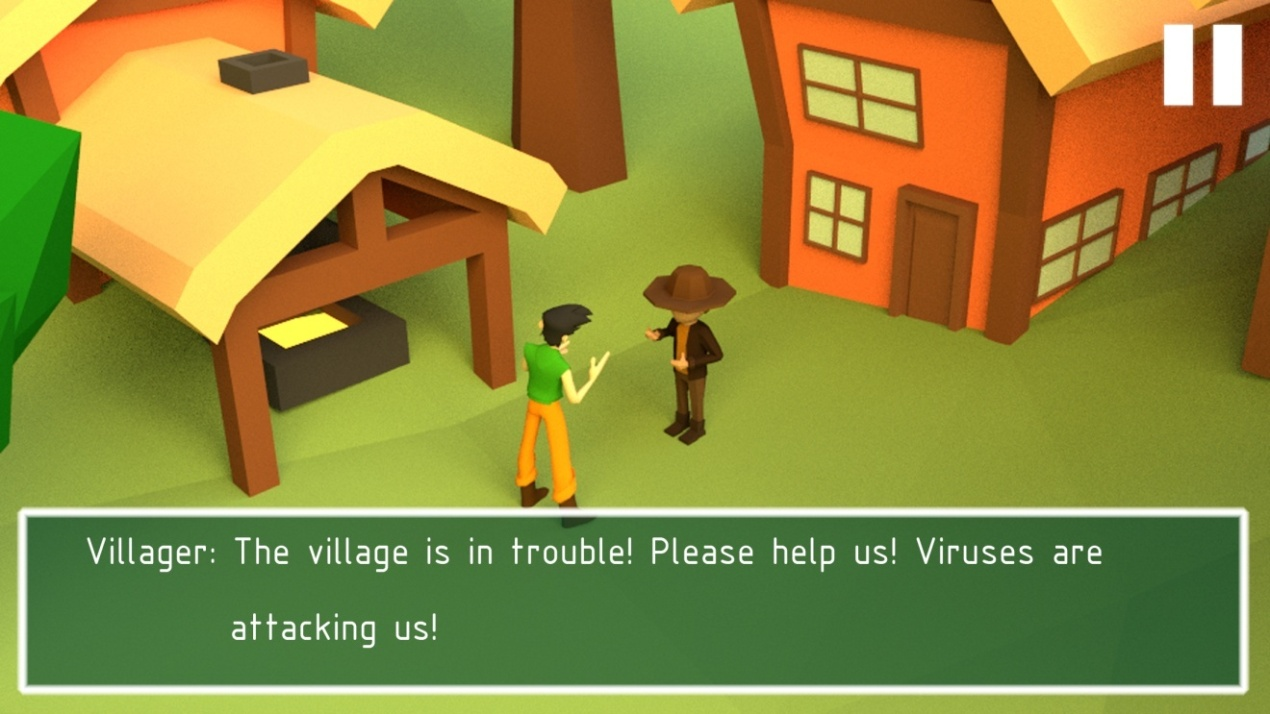 Villager: The village is in trouble! Please help us! Viruses are
attacking us!